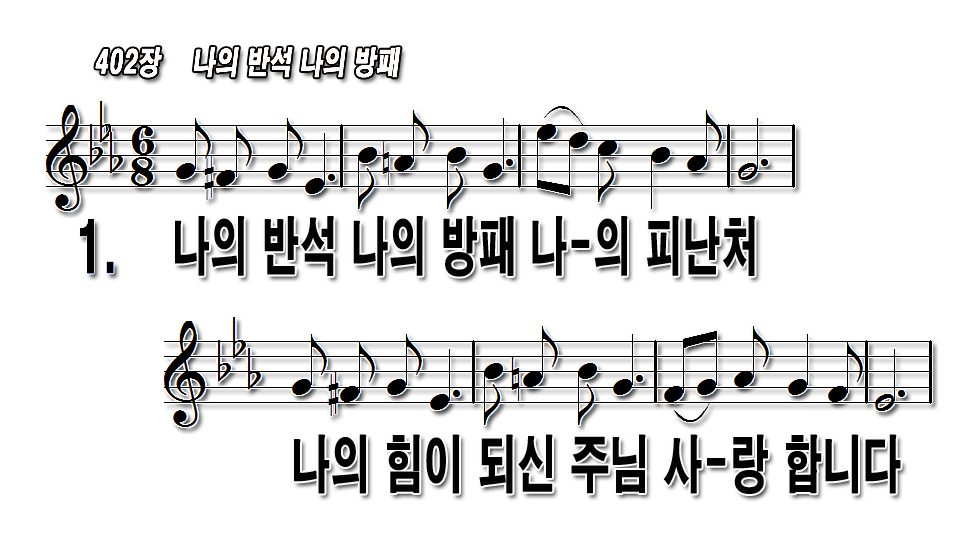 402장 나의 반석 나의 방패
6
8
1. 나의 반석 나의 방패 나-의 피난처
나의 힘이 되신 주님 사-랑 합니다